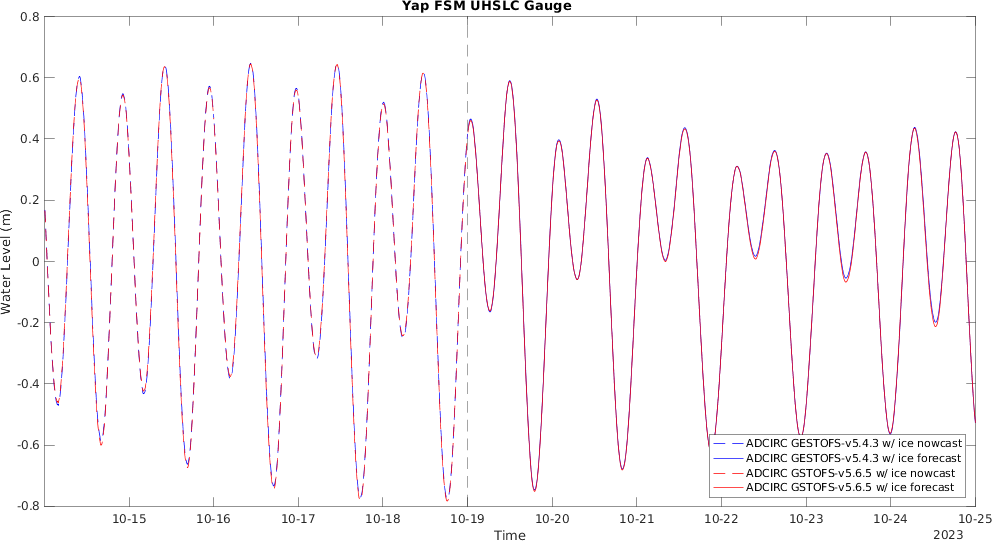 Yap FSM UHSLC Gauge
0.8
0.6
0.4
0.2
0
-0.2
-0.4
-0.6
-0.8
Water Level (m)
ADCIRC GESTOFS-v5.4.3 w/ ice nowcast
ADCIRC GESTOFS-v5.4.3 w/ ice forecast
ADCIRC GSTOFS-v5.6.5 w/ ice nowcast
ADCIRC GSTOFS-v5.6.5 w/ ice forecast
10-15 10-16 10-17 10-18 10-19 10-20 10-21 10-22 10-23 10-24 10-25
Time
2023